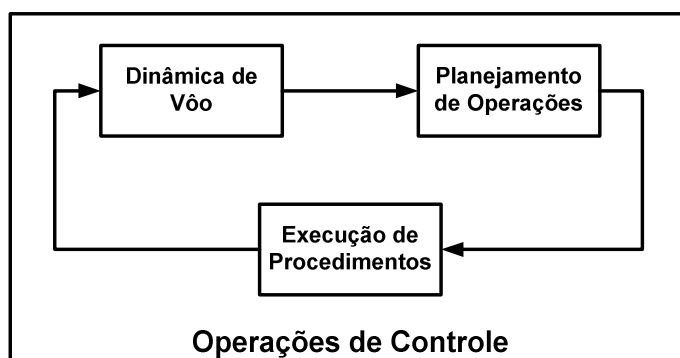 Dinâmica de
Vôo
Planejamento
de Operações
Execução de
Procedimentos
Operações de Controle